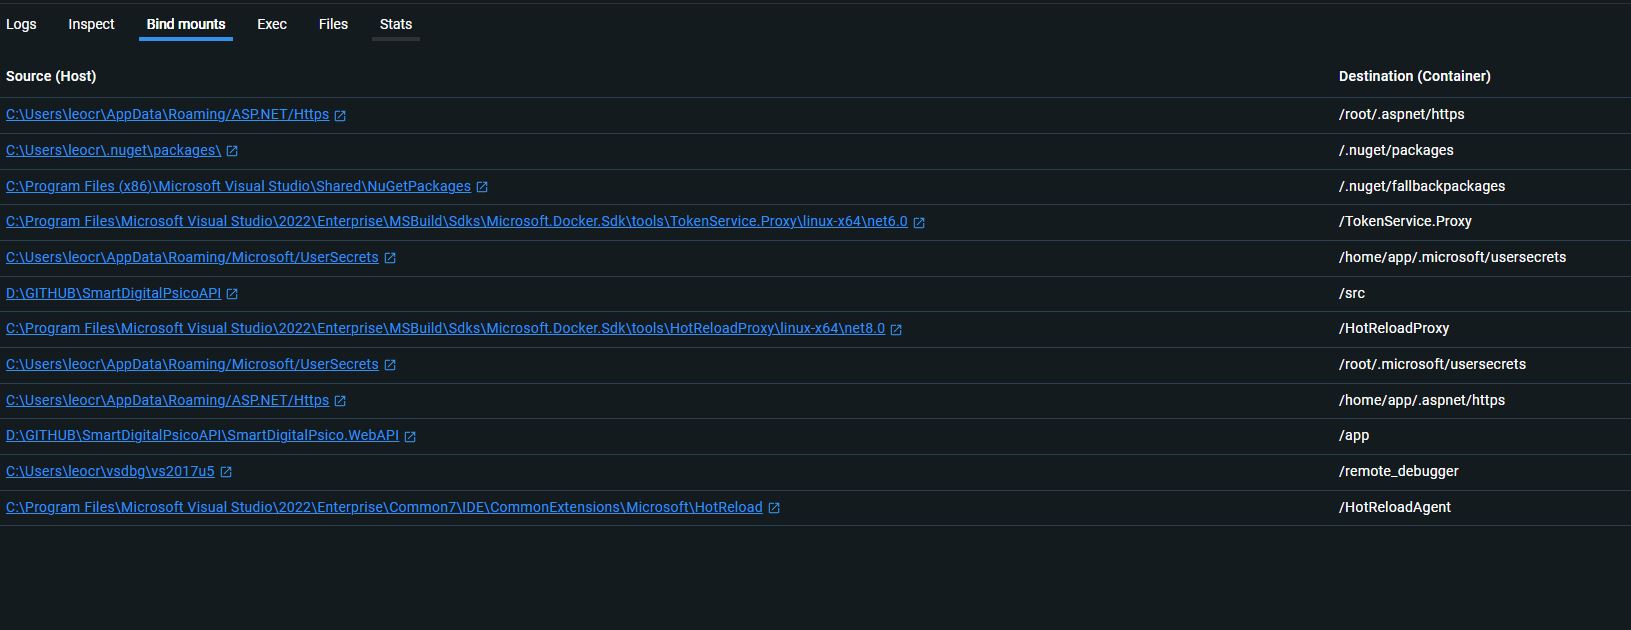 Logs Inspect Bind mounts Exec Files Stats
Source (Host) Destination (Container)
C:\Users\leocr\AppData\Roaming/ASP.NET/Https /root/.aspnet/https
C:\Users\leocr\.nuget\packages\ /.nuget/packages
C:\Program Files (x86)\Microsoft Visual Studio\Shared\NuGetPackages /.nuget/fallbackpackages
C:\Program Files\Microsoft Visual Studio\2022\Enterprise\MSBuild\Sdks\Microsoft.Docker.Sdk\tools\TokenService.Proxy\linux-x64\net6.0 /TokenService.Proxy
C:\Users\leocr\AppData\Roaming/Microsoft/UserSecrets /home/app/.microsoft/usersecrets
D:\GITHUB\SmartDigitalPsicoAPI /src
C:\Program Files\Microsoft Visual Studio\2022\Enterprise\MSBuild\Sdks\Microsoft.Docker.Sdk\tools\HotReloadProxy\linux-x64\net8.0 /HotReloadProxy
C:\Users\leocr\AppData\Roaming/Microsoft/UserSecrets /root/.microsoft/usersecrets
C:\Users\leocr\AppData\Roaming/ASP.NET/Https /home/app/.aspnet/https
D:\GITHUB\SmartDigitalPsicoAPI\SmartDigitalPsico.WebAPI /app
C:\Users\leocr\vsdbg\vs2017u5 /remote_debugger
C:\Program Files\Microsoft Visual Studio\2022\Enterprise\Common7\IDE\CommonExtensions\Microsoft\HotReload /HotReloadAgent